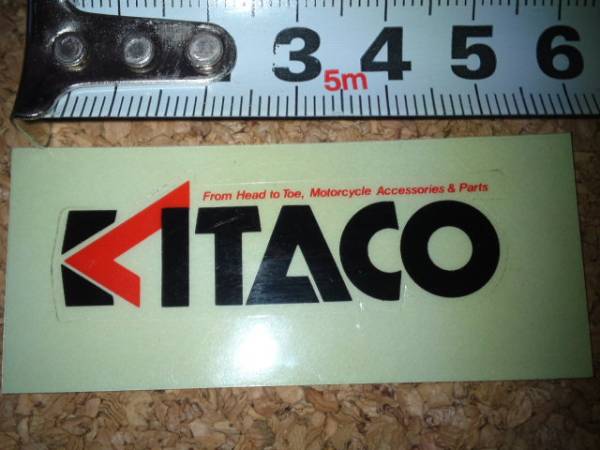 3 4 5 6
5m
From Head to Toe, Motorcycle Accessories & Parts
KITACO